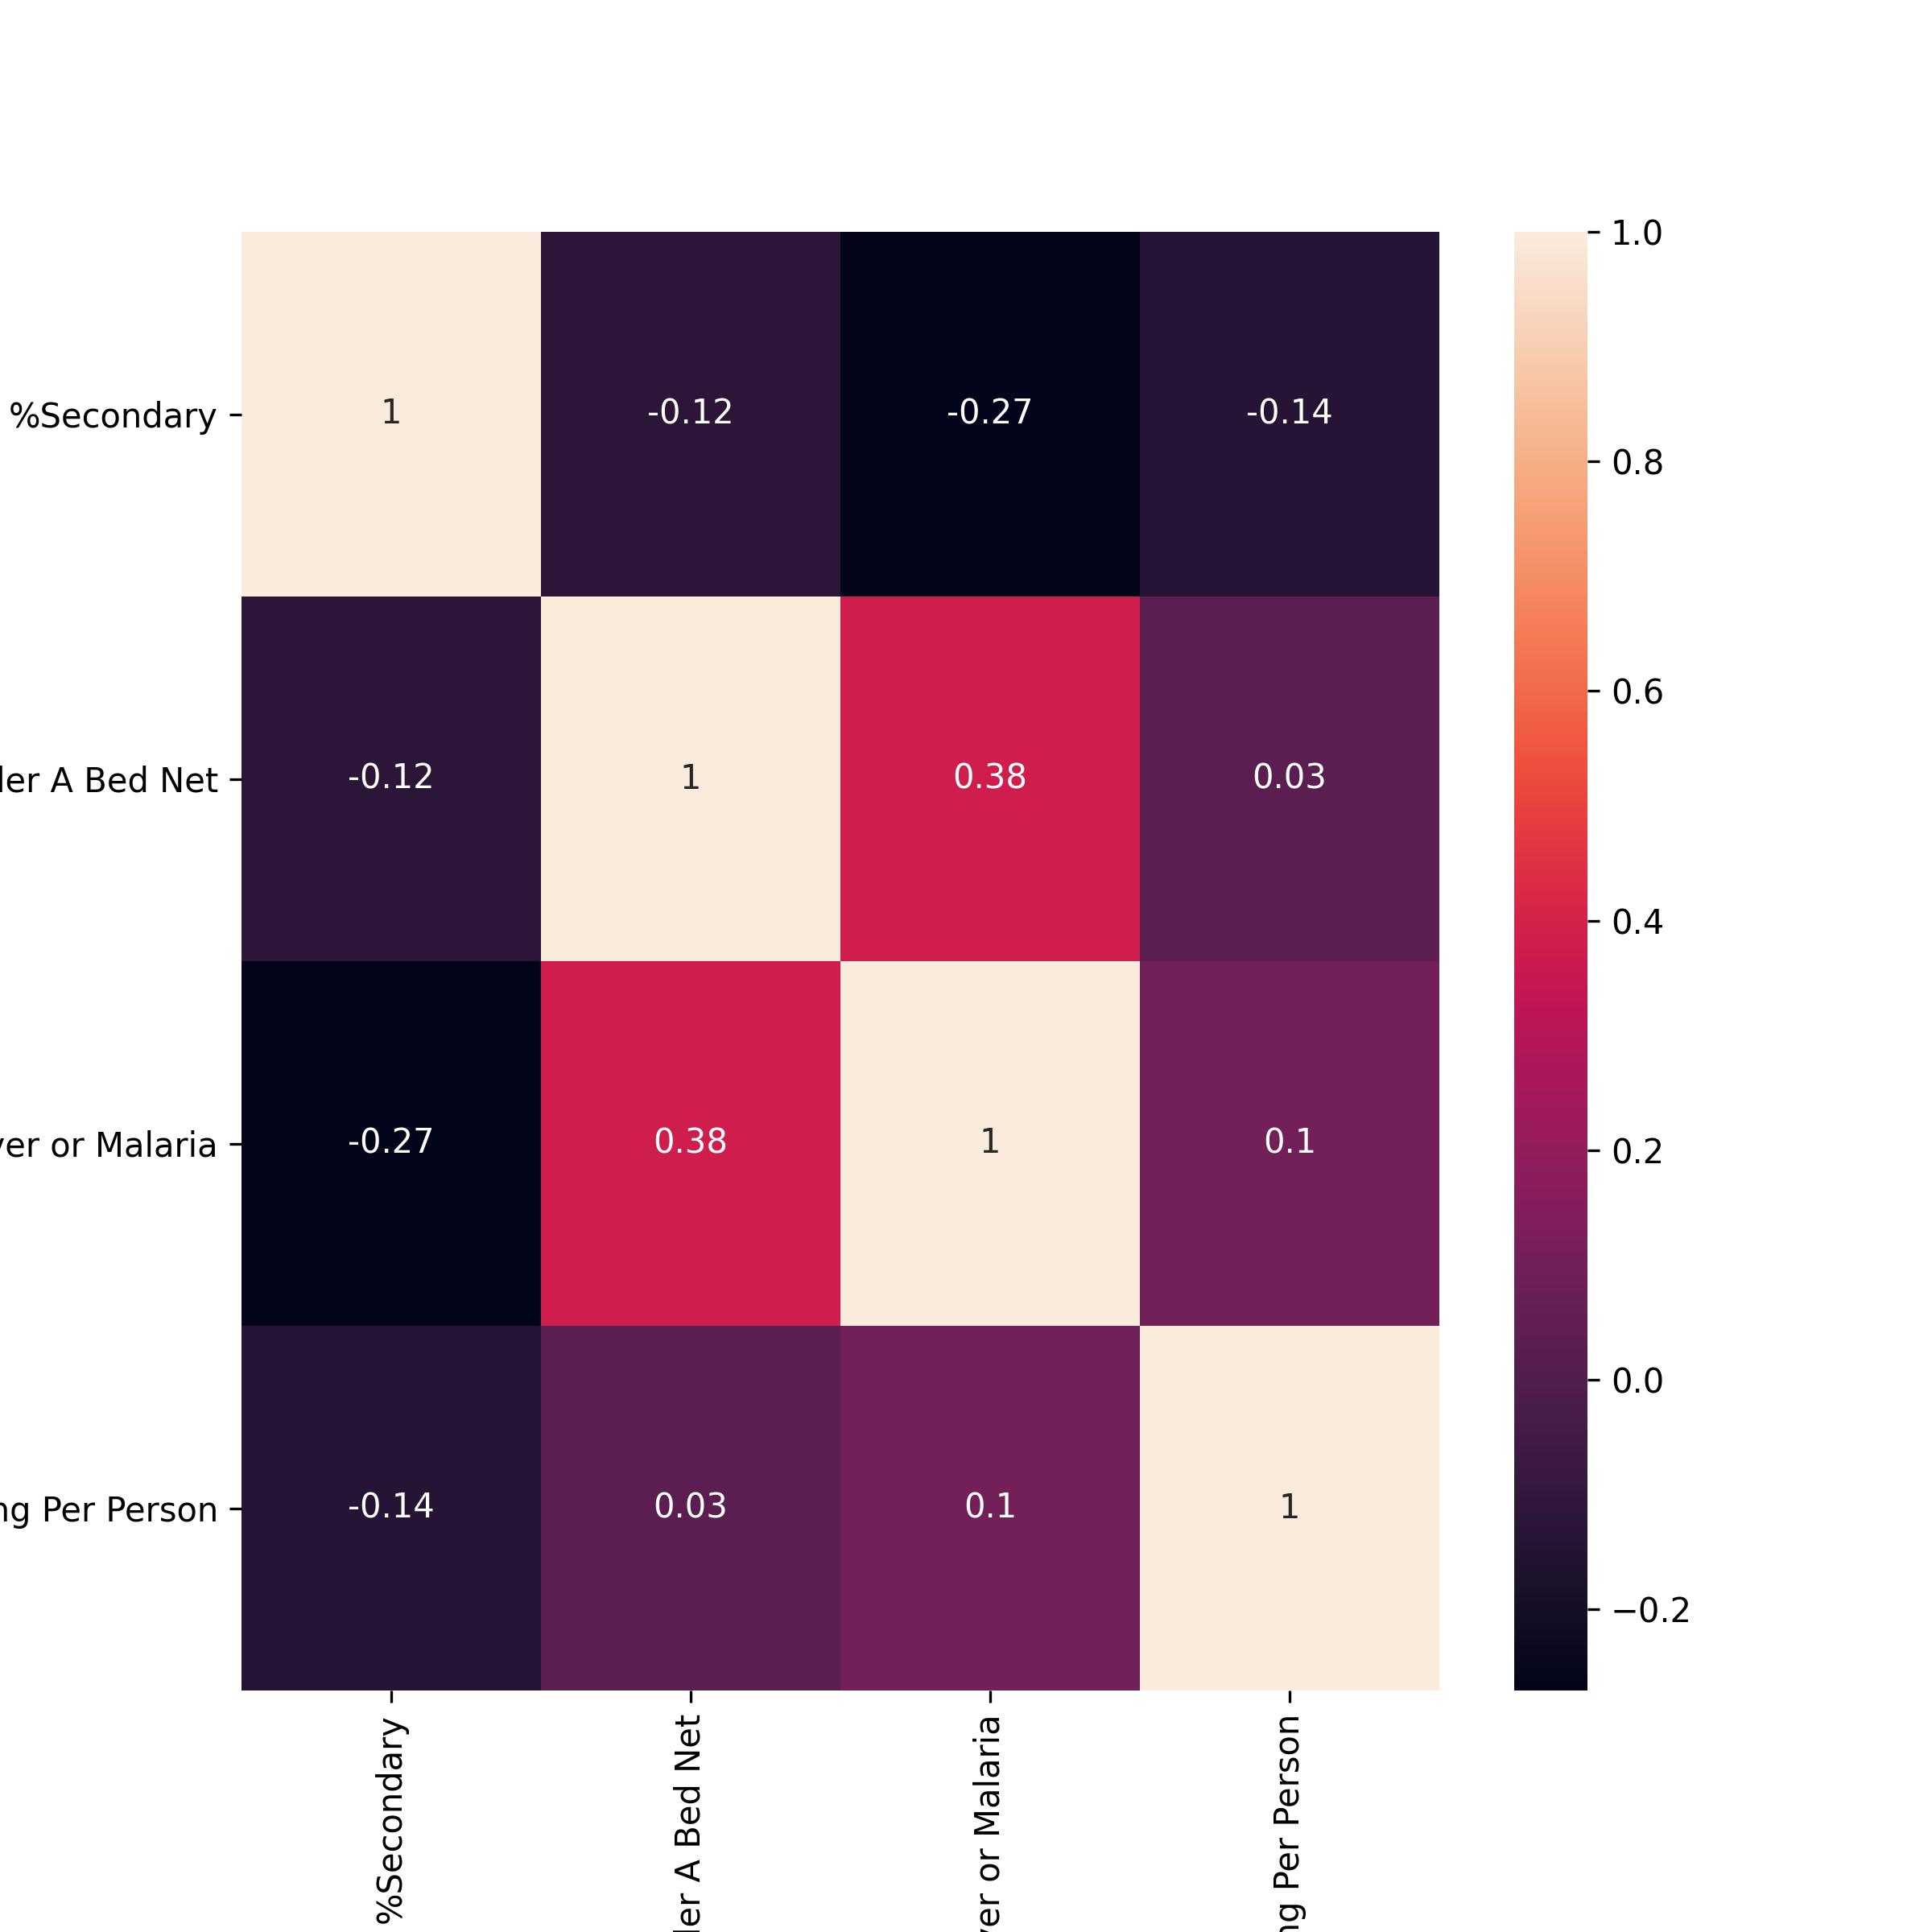 %Secondary 1 -0.12 -0.27 -0.14
der A Bed Net -0.12 1 0.38 0.03
ver or Malaria -0.27 0.38 1 0.1
ng Per Person -0.14 0.03 0.1 1
%Secondary
der A Bed Net
ver or Malaria
ng Per Person
1.0
0.8
0.6
0.4
0.2
0.0
−0.2